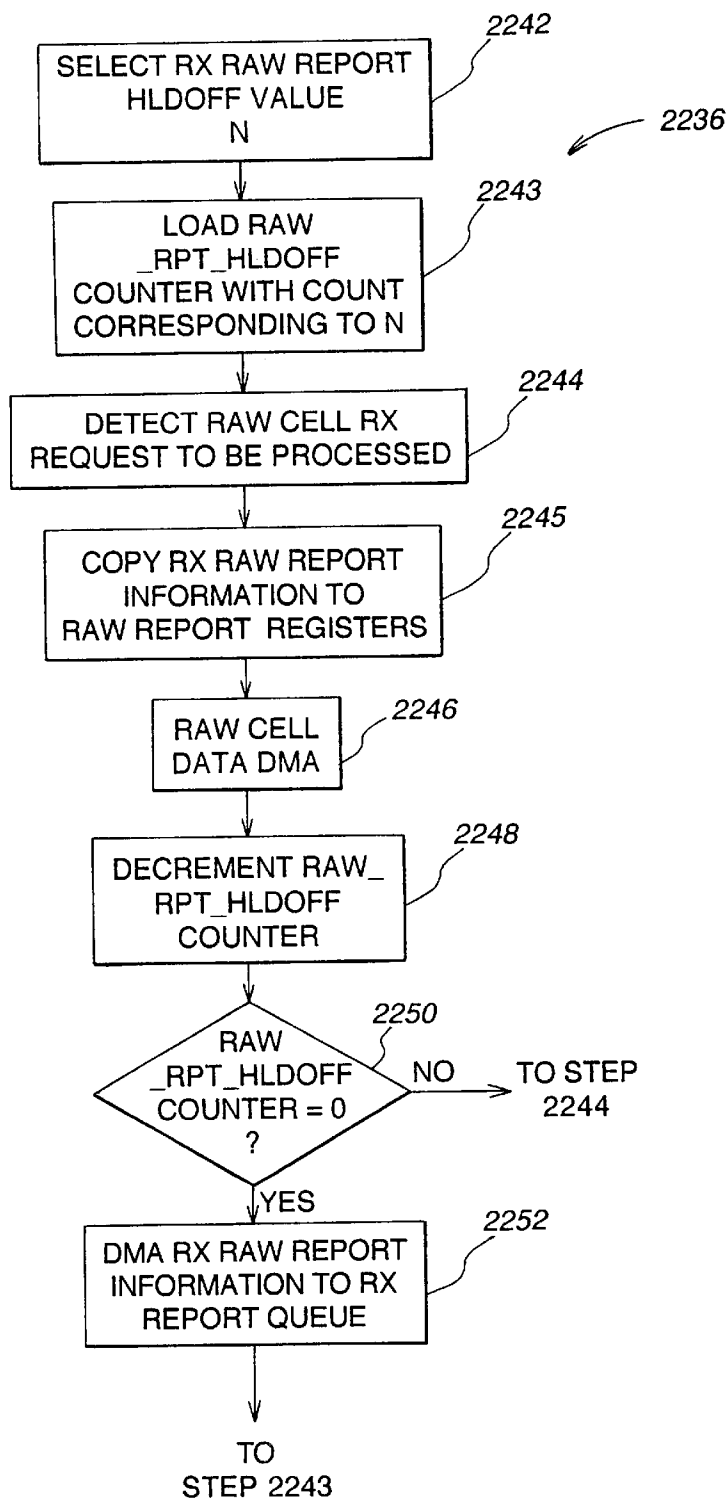 2242
SELECT RX RAW REPORT
HLDOFF VALUE
N
2236
2243
LOAD RAW
_RPT_HLDOFF
COUNTER WITH COUNT
CORRESPONDING TO N
2244
DETECT RAW CELL RX
REQUEST TO BE PROCESSED
2245
COPY RX RAW REPORT
INFORMATION TO
RAW REPORT REGISTERS
2246
RAW CELL
DATA DMA
2248
DECREMENT RAW_
RPT_HLDOFF
COUNTER
2250
RAW
_RPT_HLDOFF
COUNTER = 0
?
NO
TO STEP
2244
YES
2252
DMA RX RAW REPORT
INFORMATION TO RX
REPORT QUEUE
TO
STEP 2243